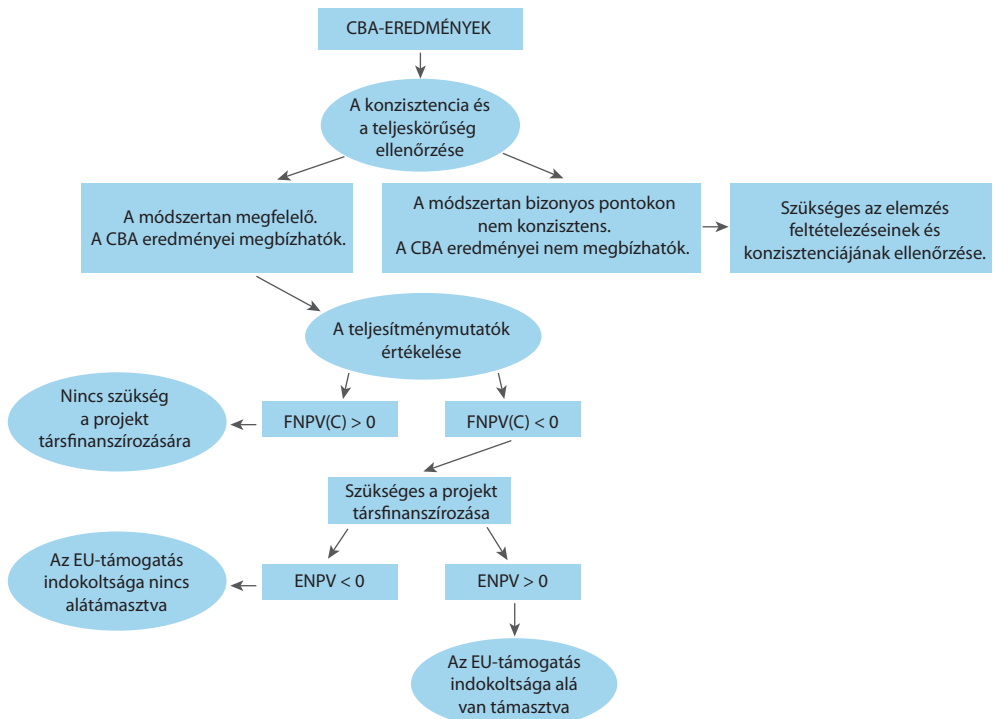 CBA-EREDMÉNYEK
A konzisztencia és
a teljeskörűség
ellenőrzése
A módszertan megfelelő.
A CBA eredményei megbízhatók.
A módszertan bizonyos pontokon
nem konzisztens.
A CBA eredményei nem megbízhatók.
Szükséges az elemzés
feltételezéseinek és
konzisztenciájának ellenőrzése.
A teljesítménymutatók
értékelése
Nincs szükség
a projekt
társfinanszírozására
FNPV(C) > 0
FNPV(C) < 0
Szükséges a projekt
társfinanszírozása
Az EU-támogatás
indokoltsága nincs
alátámasztva
ENPV < 0
ENPV > 0
Az EU-támogatás
indokoltsága alá
van támasztva